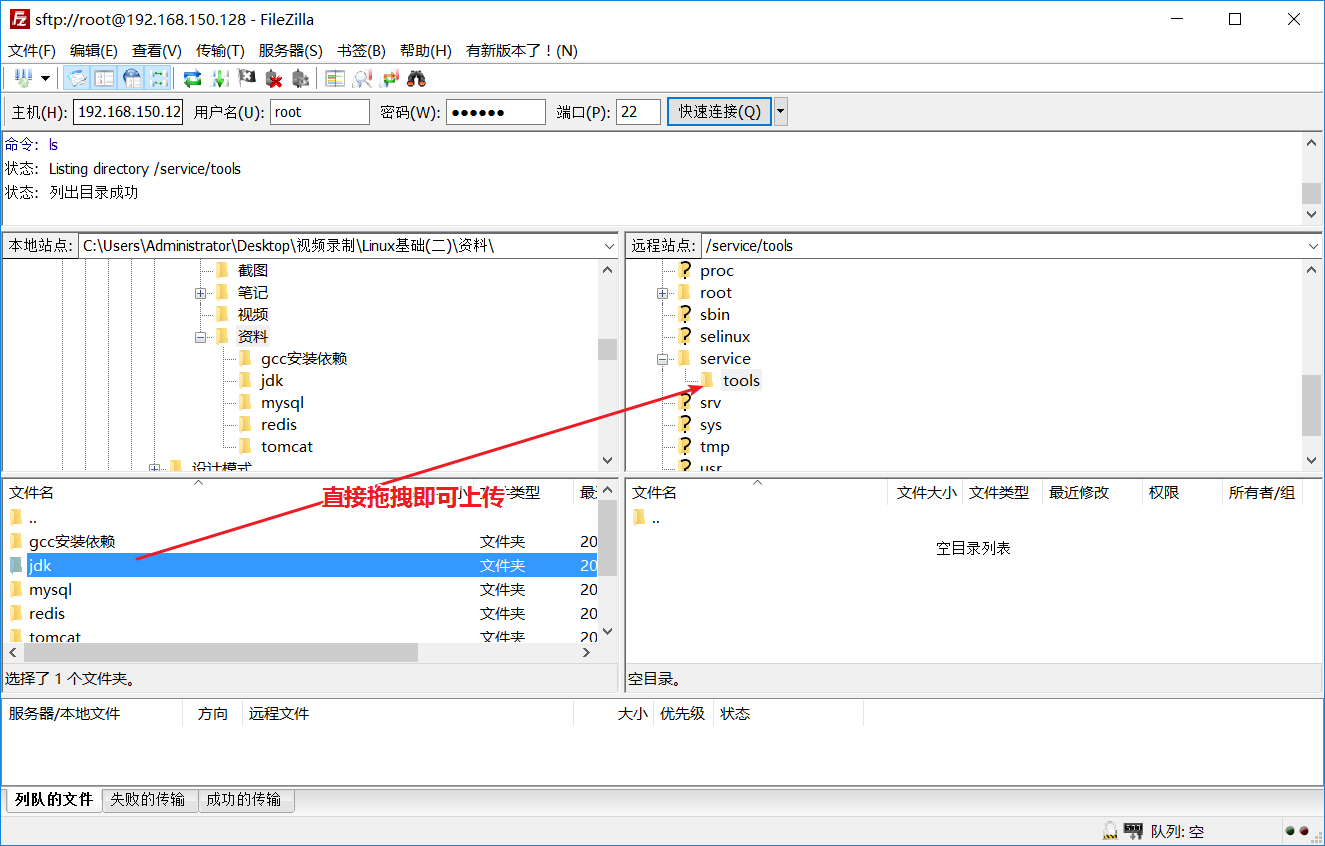 sftp://root@192.168.150.128 - FileZilla
文件(F) 编辑(E) 查看(V) 传输(T) 服务器(S) 书签(B) 帮助(H) 有新版本了！(N)
主机(H): 192.168.150.12 用户名(U): root 密码(W): ●●●●●● 端口(P): 22 快速连接(Q)
命令: ls
状态: Listing directory /service/tools
状态: 列出目录成功
本地站点: C:\Users\Administrator\Desktop\视频录制\Linux基础(二)\资料\
截图
笔记
视频
资料
gcc安装依赖
jdk
mysql
redis
tomcat
设计模式
远程站点: /service/tools
proc
root
sbin
selinux
service
tools
srv
sys
tmp
usr
直接拖拽即可上传
文件名 类型 最
..
gcc安装依赖 文件夹 20
jdk 文件夹 20
mysql 文件夹 20
redis 文件夹 20
tomcat 文件夹 20
选择了 1 个文件夹。
文件名 文件大小 文件类型 最近修改 权限 所有者/组
..
空目录列表
空目录。
服务器/本地文件 方向 远程文件 大小 优先级 状态
列队的文件 失败的传输 成功的传输
队列: 空